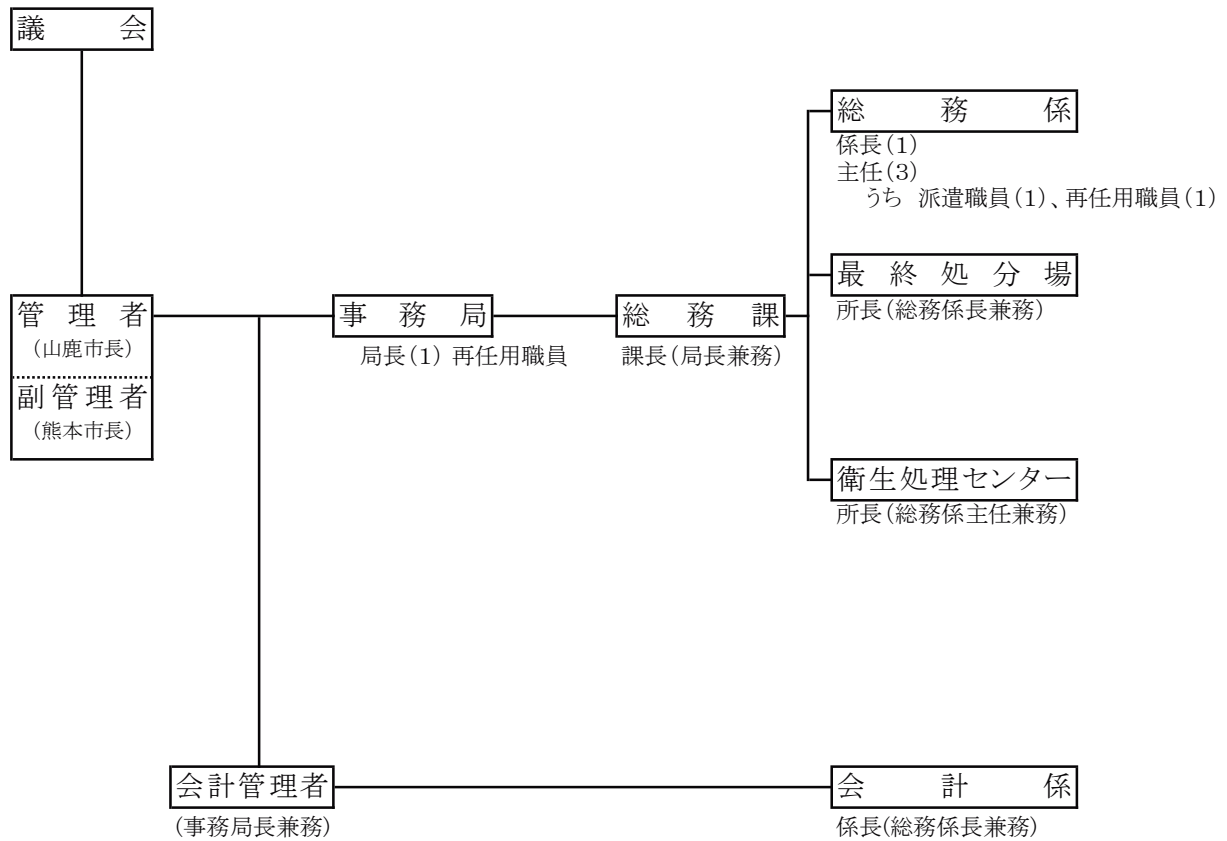 議会
総務係
係長(1)
主任(3)
うち 派遣職員(1)、再任用職員(1)
最終処分場
所長(総務係長兼務)
管理者
(山鹿市長)
副管理者
(熊本市長)
事務局
局長(1) 再任用職員
総務課
課長(局長兼務)
衛生処理センター
所長(総務係主任兼務)
会計管理者
(事務局長兼務)
会計係
係長(総務係長兼務)